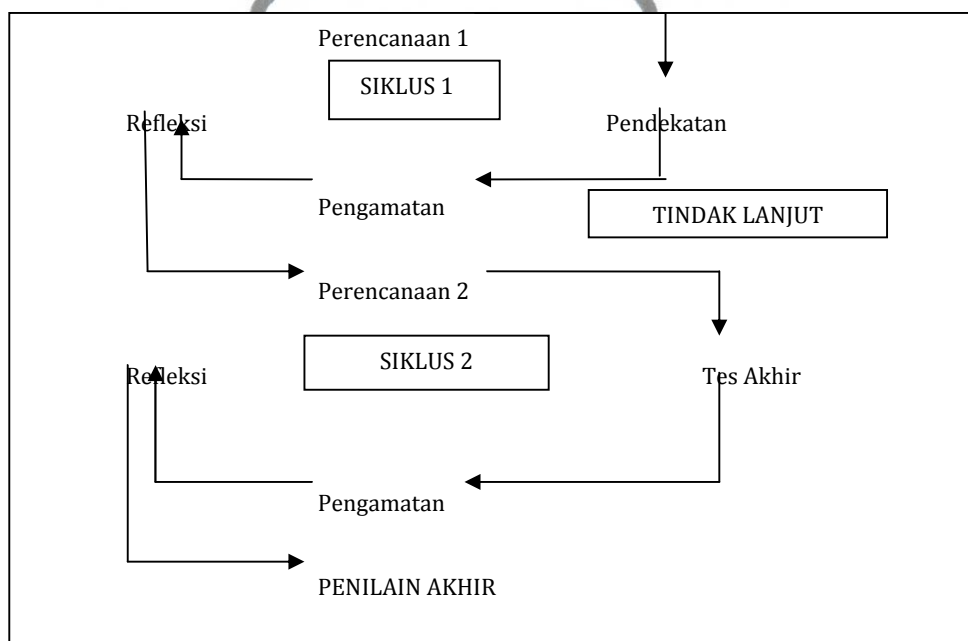 Perencanaan 1
SIKLUS 1
Refleksi
Pendekatan
Pengamatan
TINDAK LANJUT
Perencanaan 2
SIKLUS 2
Refleksi
Tes Akhir
Pengamatan
PENILAIN AKHIR